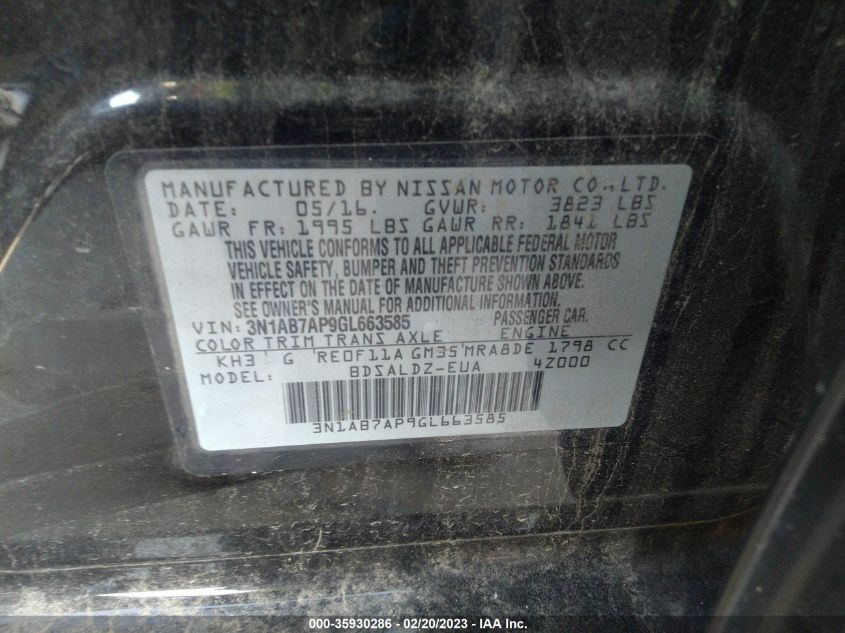 MANUFACTURED BY NISSAN MOTOR CO., LTD.
DATE: 05/16. GVWR: 3823 LBS
GAWR FR: 1995 LBS GAWR RR: 1841 LBS
THIS VEHICLE CONFORMS TO ALL APPLICABLE FEDERAL MOTOR
VEHICLE SAFETY, BUMPER AND THEFT PREVENTION STANDARDS
IN EFFECT ON THE DATE OF MANUFACTURE SHOWN ABOVE.
SEE OWNER'S MANUAL FOR ADDITIONAL INFORMATION.
VIN: 3N1AB7AP9GL663585 PASSENGER CAR.
COLOR TRIM TRANS AXLE ENGINE
KH3 G RE0F11A GM35 MRA8DE 1798 CC
MODEL: BDSALDZ-EUA 4Z000
3N1AB7AP9GL663585
000-35930286 - 02/20/2023 - © IAA, Inc.